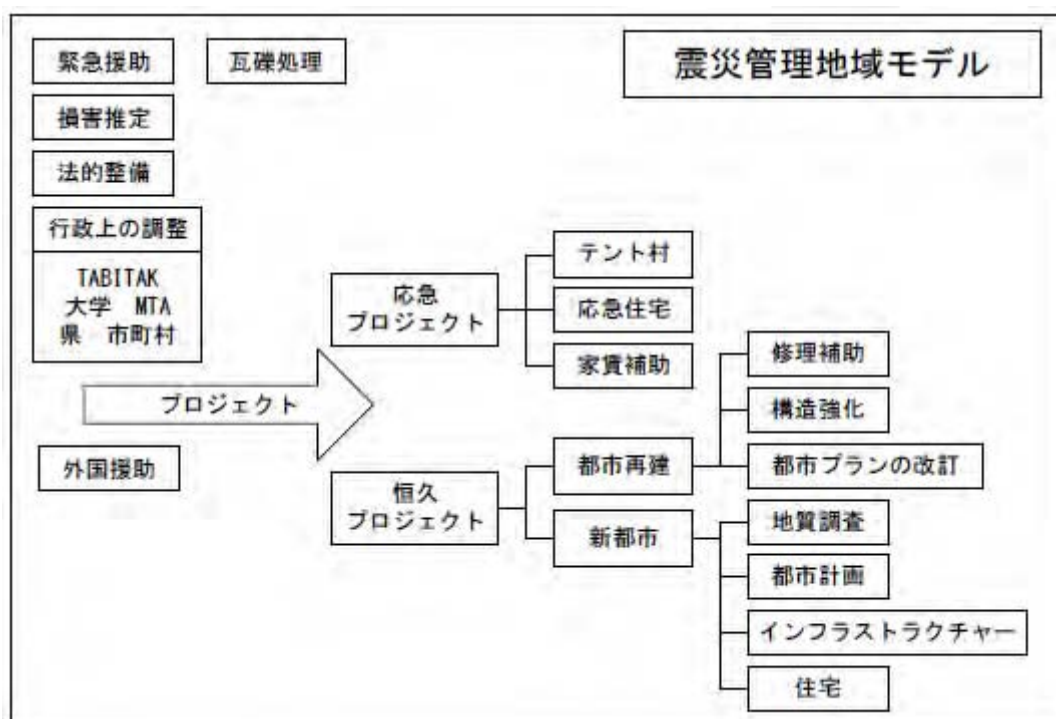 緊急援助
瓦礫処理
震災管理地域モデル
損害推定
法的整備
行政上の調整
TABITAK
大学 MTA
県 市町村
プロジェクト
外国援助
応急
プロジェクト
テント村
応急住宅
家賃補助
恒久
プロジェクト
都市再建
新都市
修理補助
構造強化
都市プランの改訂
地質調査
都市計画
インフラストラクチャー
住宅